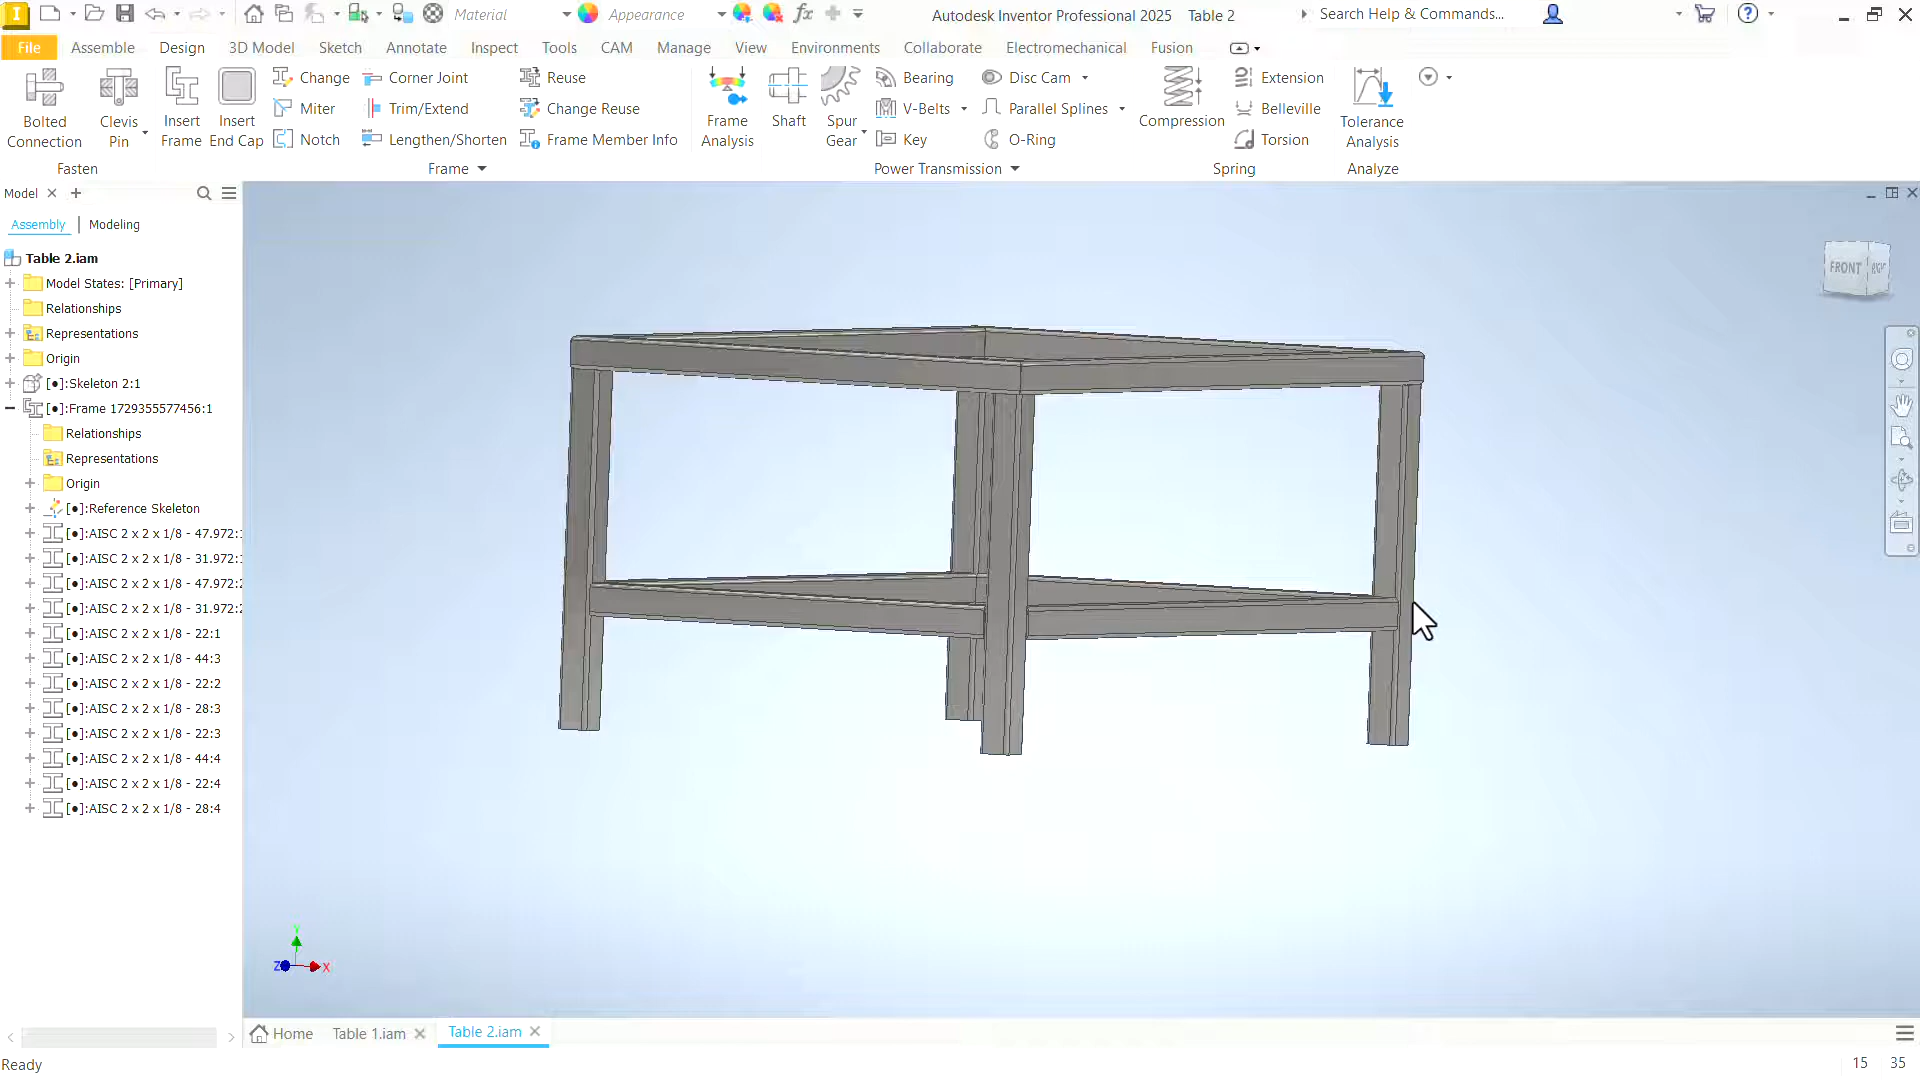 Material
Appearance
fx
Autodesk Inventor Professional 2025 Table 2
Search Help & Commands...
File Assemble Design 3D Model Sketch Annotate Inspect Tools CAM Manage View Environments Collaborate Electromechanical Fusion
Bolted Connection
Clevis Pin
Insert Frame
Insert End Cap
Change
Miter
Notch
Corner Joint
Trim/Extend
Lengthen/Shorten
Reuse
Change Reuse
Frame Member Info
Frame Analysis
Shaft
Spur Gear
Bearing
V-Belts
Key
Disc Cam
Parallel Splines
O-Ring
Compression
Extension
Belleville
Torsion
Tolerance Analysis
Fasten Frame Power Transmission Spring Analyze
Model
Assembly | Modeling
Table 2.iam
Model States: [Primary]
Relationships
Representations
Origin
[●]:Skeleton 2:1
[●]:Frame 1729355577456:1
Relationships
Representations
Origin
[●]:Reference Skeleton
[●]:AISC 2 x 2 x 1/8 - 47.972:1
[●]:AISC 2 x 2 x 1/8 - 31.972:1
[●]:AISC 2 x 2 x 1/8 - 47.972:2
[●]:AISC 2 x 2 x 1/8 - 31.972:2
[●]:AISC 2 x 2 x 1/8 - 22:1
[●]:AISC 2 x 2 x 1/8 - 44:3
[●]:AISC 2 x 2 x 1/8 - 22:2
[●]:AISC 2 x 2 x 1/8 - 28:3
[●]:AISC 2 x 2 x 1/8 - 22:3
[●]:AISC 2 x 2 x 1/8 - 44:4
[●]:AISC 2 x 2 x 1/8 - 22:4
[●]:AISC 2 x 2 x 1/8 - 28:4
FRONT RIGHT
Y
Z X
Home Table 1.iam Table 2.iam
Ready
15 35